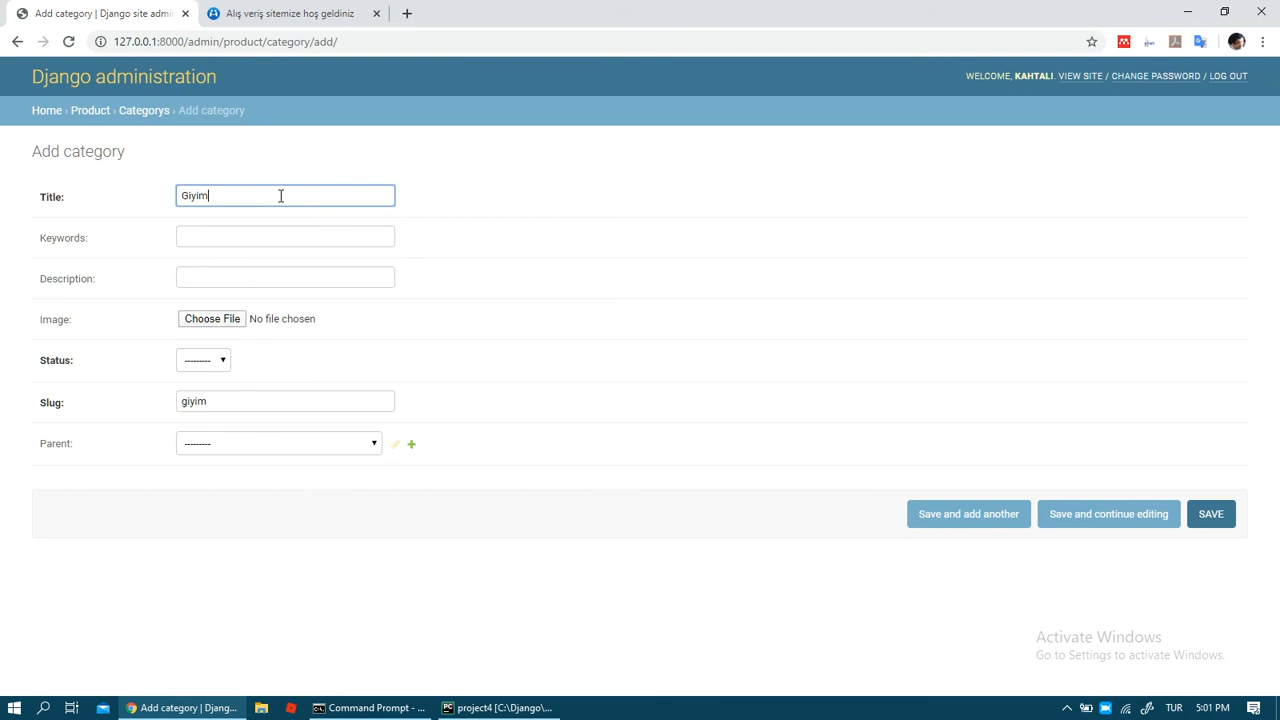 Add category | Django site admi
Alış veriş sitemize hoş geldiniz
127.0.0.1:8000/admin/product/category/add/
Django administration
WELCOME, KAHTALI. VIEW SITE / CHANGE PASSWORD / LOG OUT
Home › Product › Categorys › Add category
Add category
Title: Giyim
Keywords:
Description:
Image: Choose File No file chosen
Status: ---------
Slug: giyim
Parent: ---------
Save and add another Save and continue editing SAVE
Activate Windows
Go to Settings to activate Windows.
Add category | Djang... Command Prompt - ... project4 [C:\Django\... TUR 5:01 PM